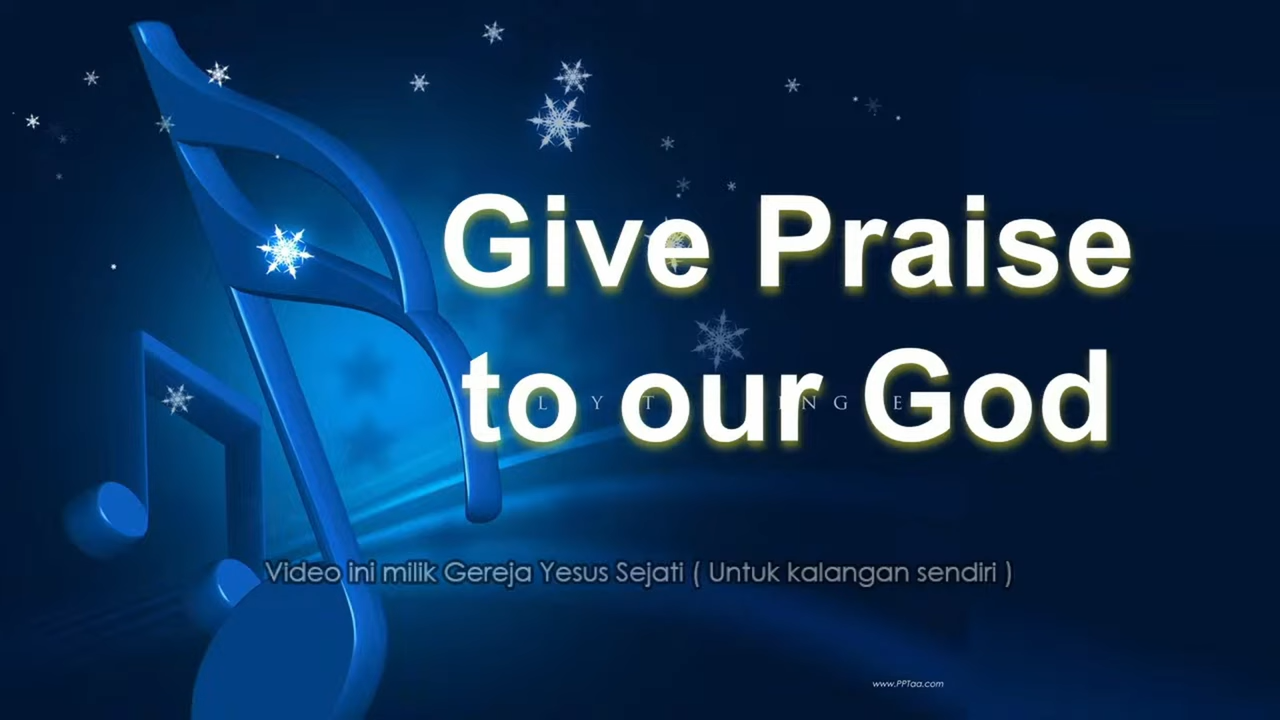 Give Praise
to our God
Video ini milik Gereja Yesus Sejati ( Untuk kalangan sendiri )
www.PPTaa.com